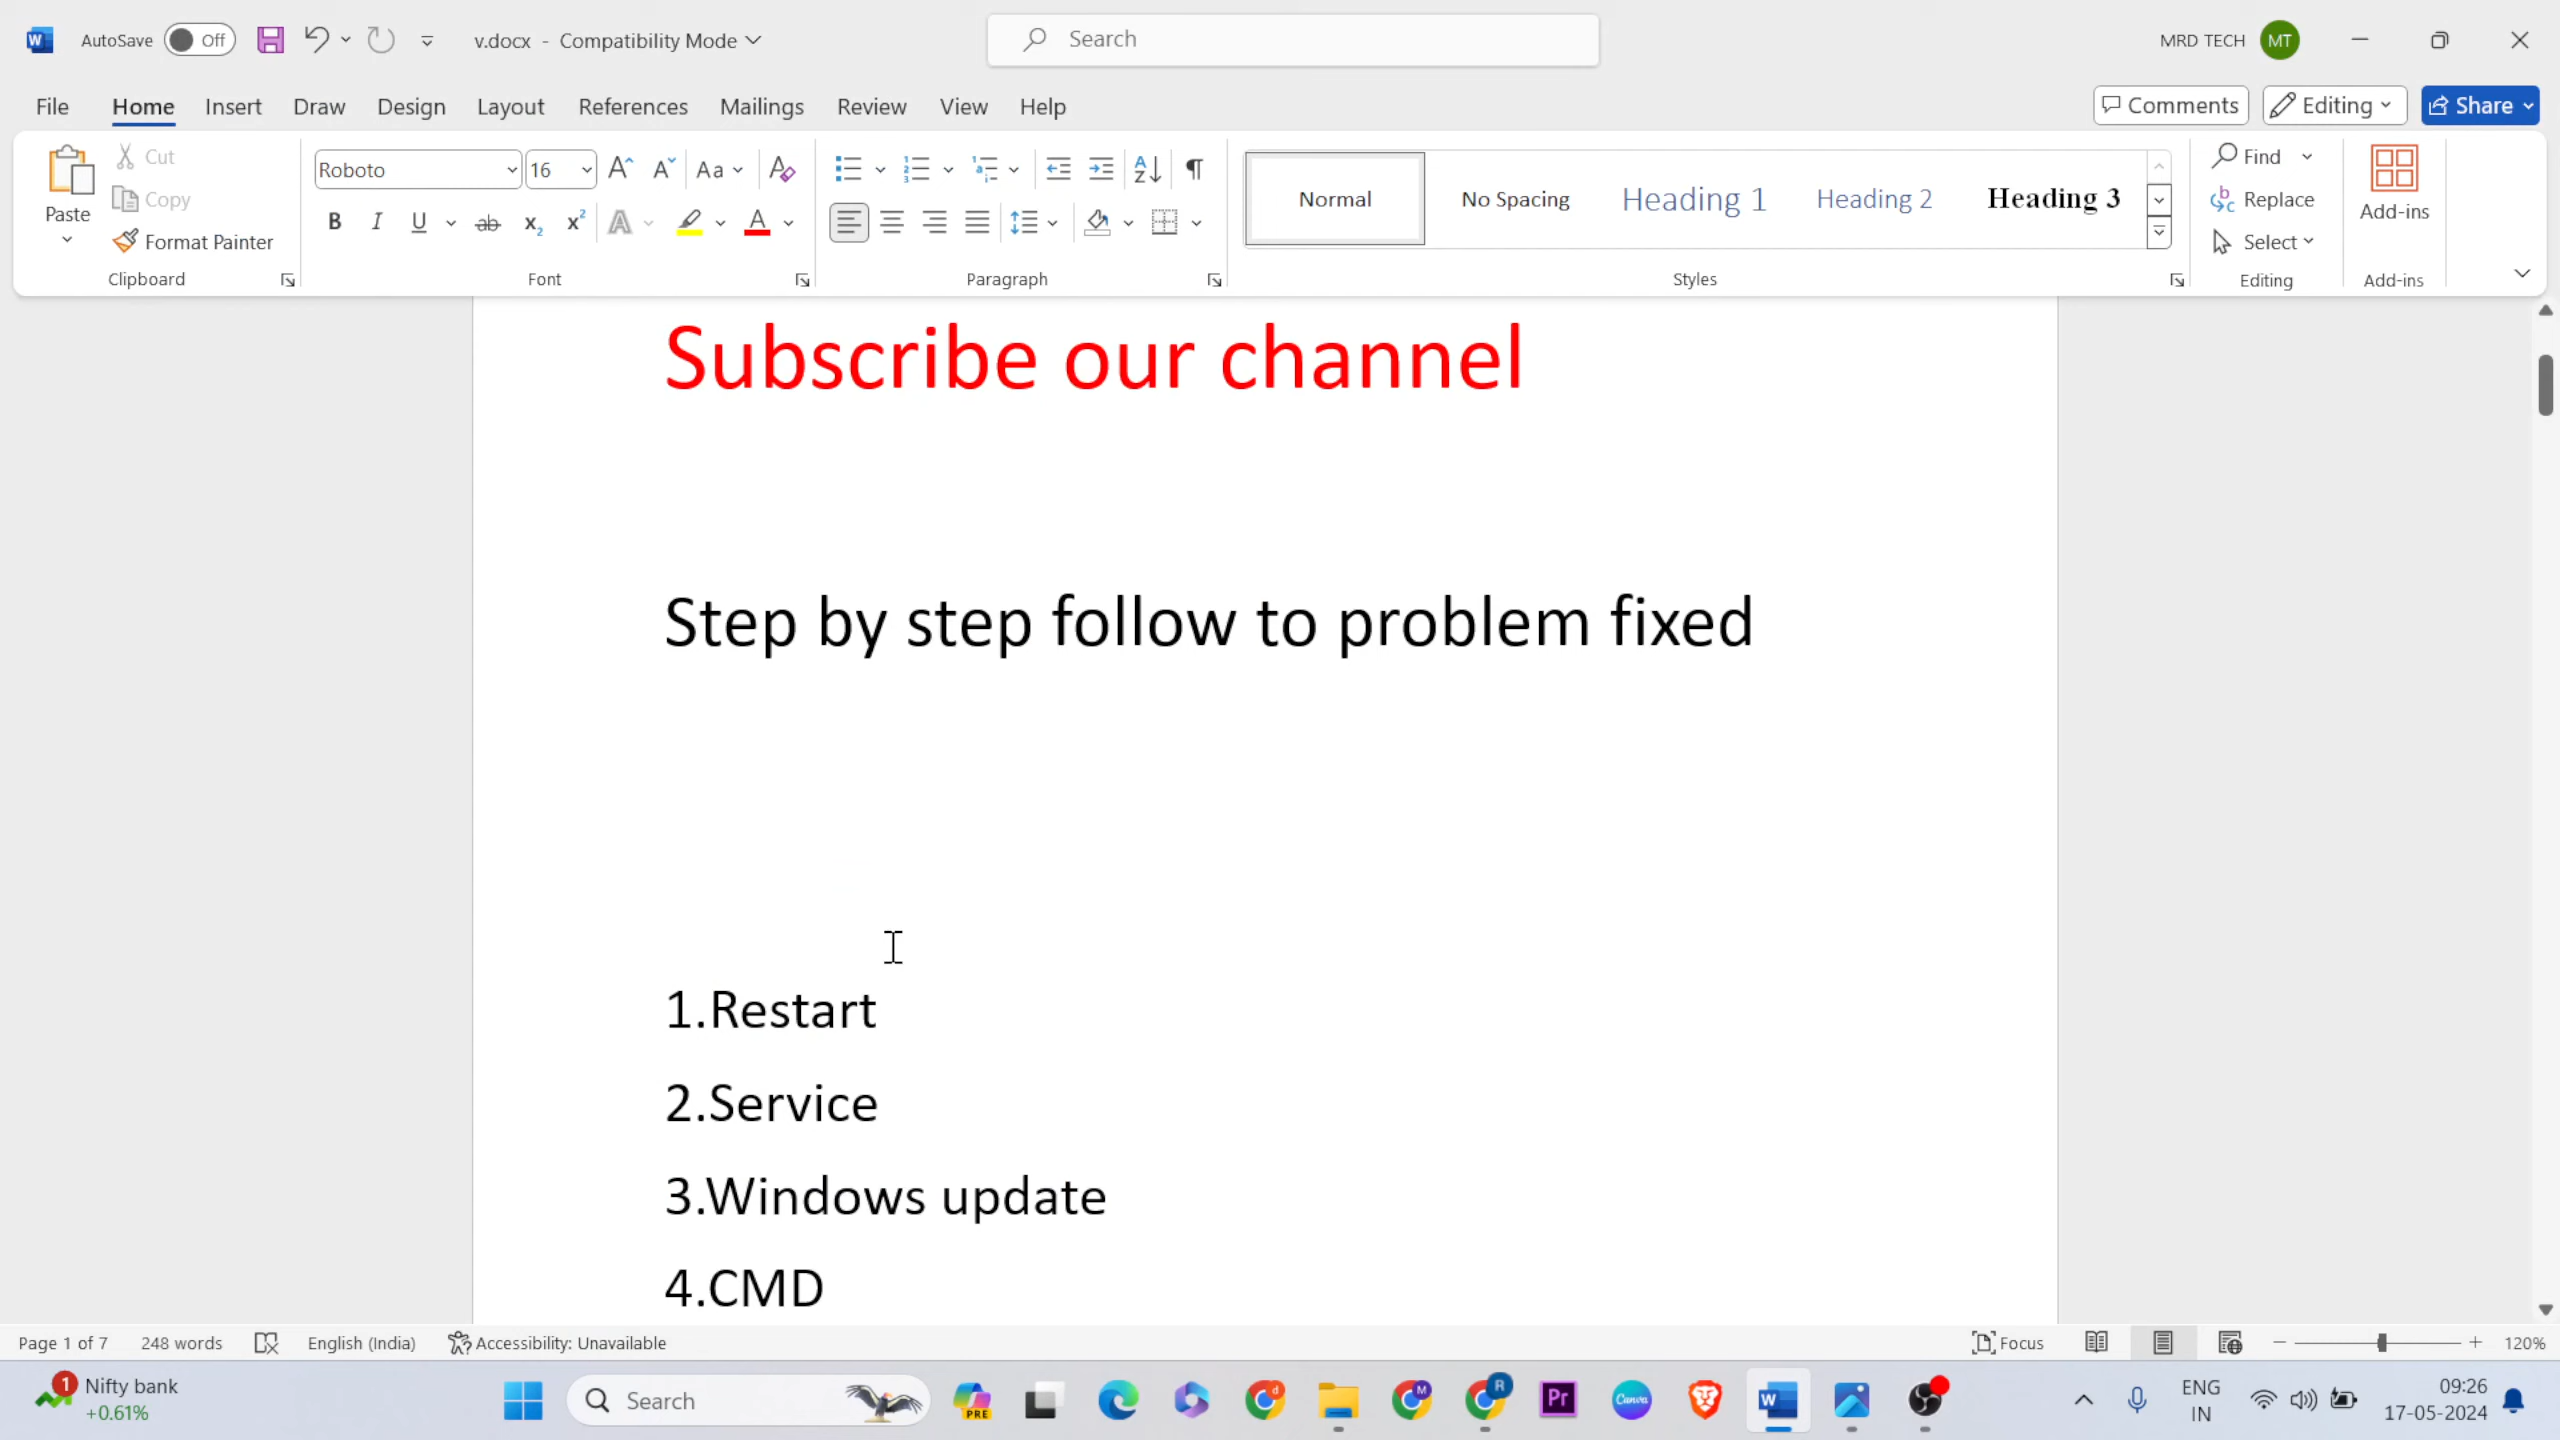 AutoSave Off v.docx - Compatibility Mode Search MRD TECH MT
File Home Insert Draw Design Layout References Mailings Review View Help Comments Editing Share
Paste Cut Copy Format Painter Clipboard
Roboto 16 Aa Font
Paragraph
Normal No Spacing Heading 1 Heading 2 Heading 3 Styles
Find Replace Select Editing
Add-ins Add-ins
Subscribe our channel
Step by step follow to problem fixed
1.Restart
2.Service
3.Windows update
4.CMD
Page 1 of 7 248 words English (India) Accessibility: Unavailable Focus 120%
1 Nifty bank Search ENG 09:26
+0.61% IN 17-05-2024